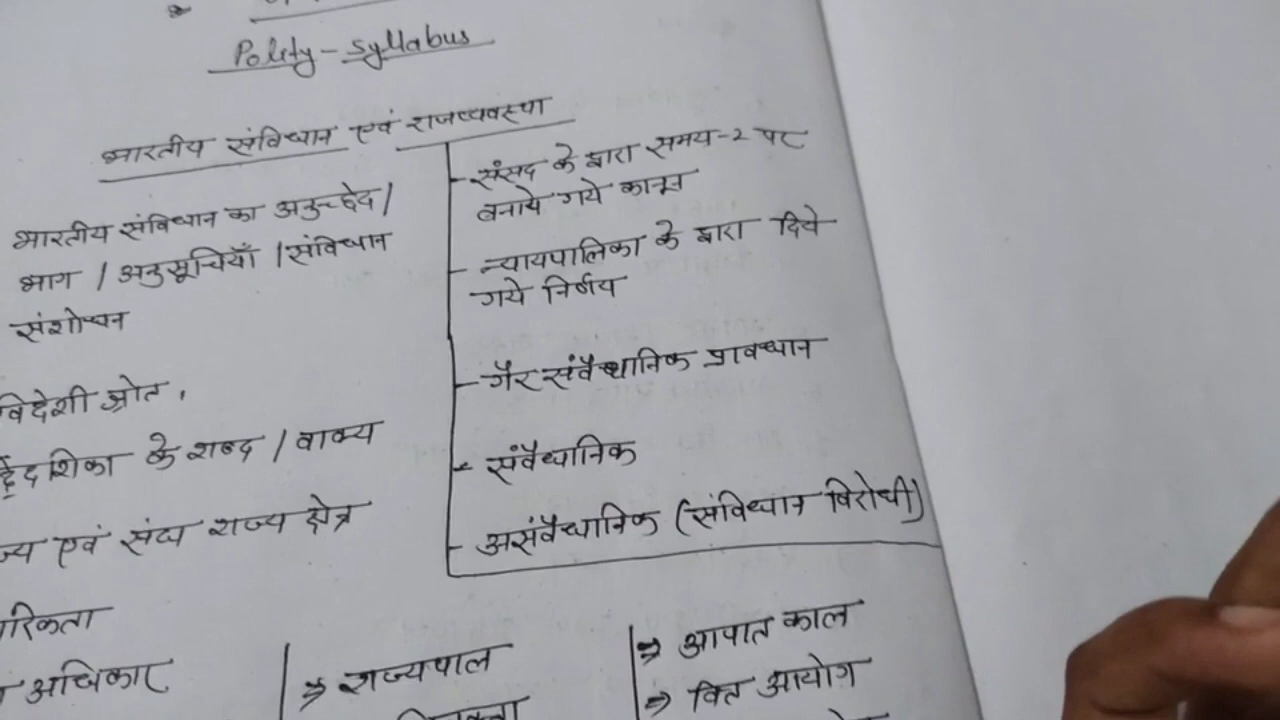 Polity - Syllabus
भारतीय संविधान एवं राजव्यवस्था
भारतीय संविधान का अनुच्छेद /
भाग / अनुसूचियाँ / संविधान
संशोधन
विदेशी स्रोत,
के शब्द / वाक्य
एवं संघ राज्य क्षेत्र
अधिकार
- संसद के द्वारा समय-2 पर
बनाये गये कानून
- न्यायपालिका के द्वारा दिये
गये निर्णय
- गैर संवैधानिक प्रावधान
- संवैधानिक
- असंवैधानिक (संविधान विरोधी)
⇒ राज्यपाल
⇒ आपात काल
⇒ वित आयोग